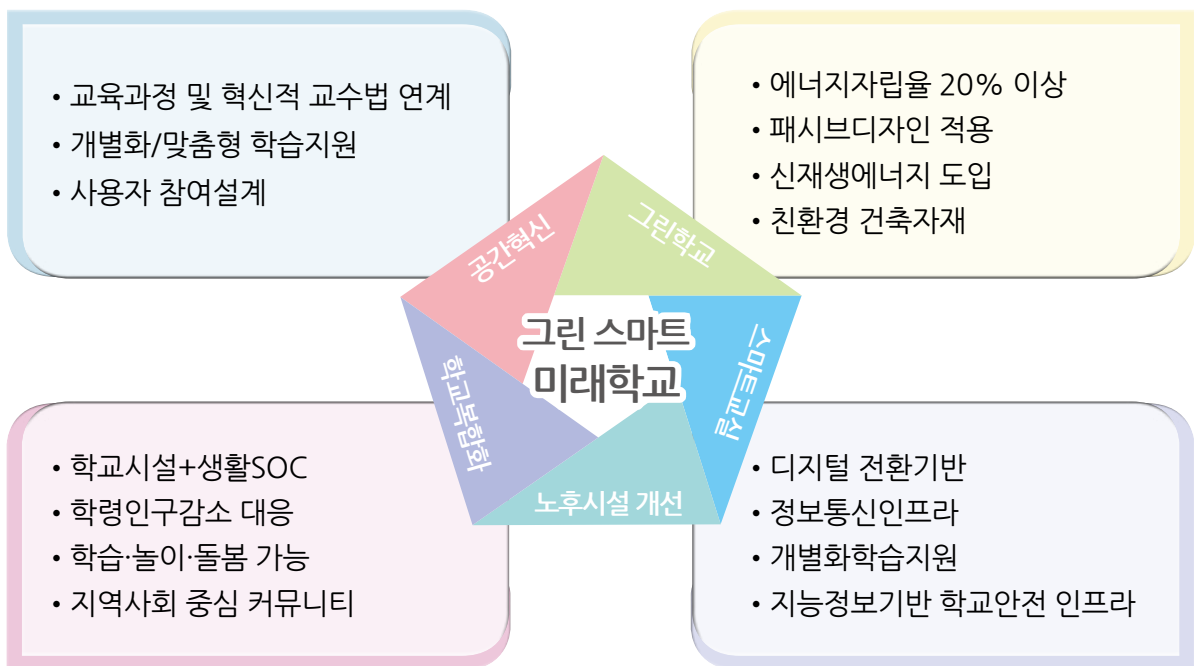 • 교육과정 및 혁신적 교수법 연계
• 개별화/맞춤형 학습지원
• 사용자 참여설계
• 에너지자립율 20% 이상
• 패시브디자인 적용
• 신재생에너지 도입
• 친환경 건축자재
공간혁신
그린학교
그린 스마트
미래학교
학교복합화
스마트교실
노후시설 개선
• 학교시설+생활SOC
• 학령인구감소 대응
• 학습·놀이·돌봄 가능
• 지역사회 중심 커뮤니티
• 디지털 전환기반
• 정보통신인프라
• 개별화학습지원
• 지능정보기반 학교안전 인프라